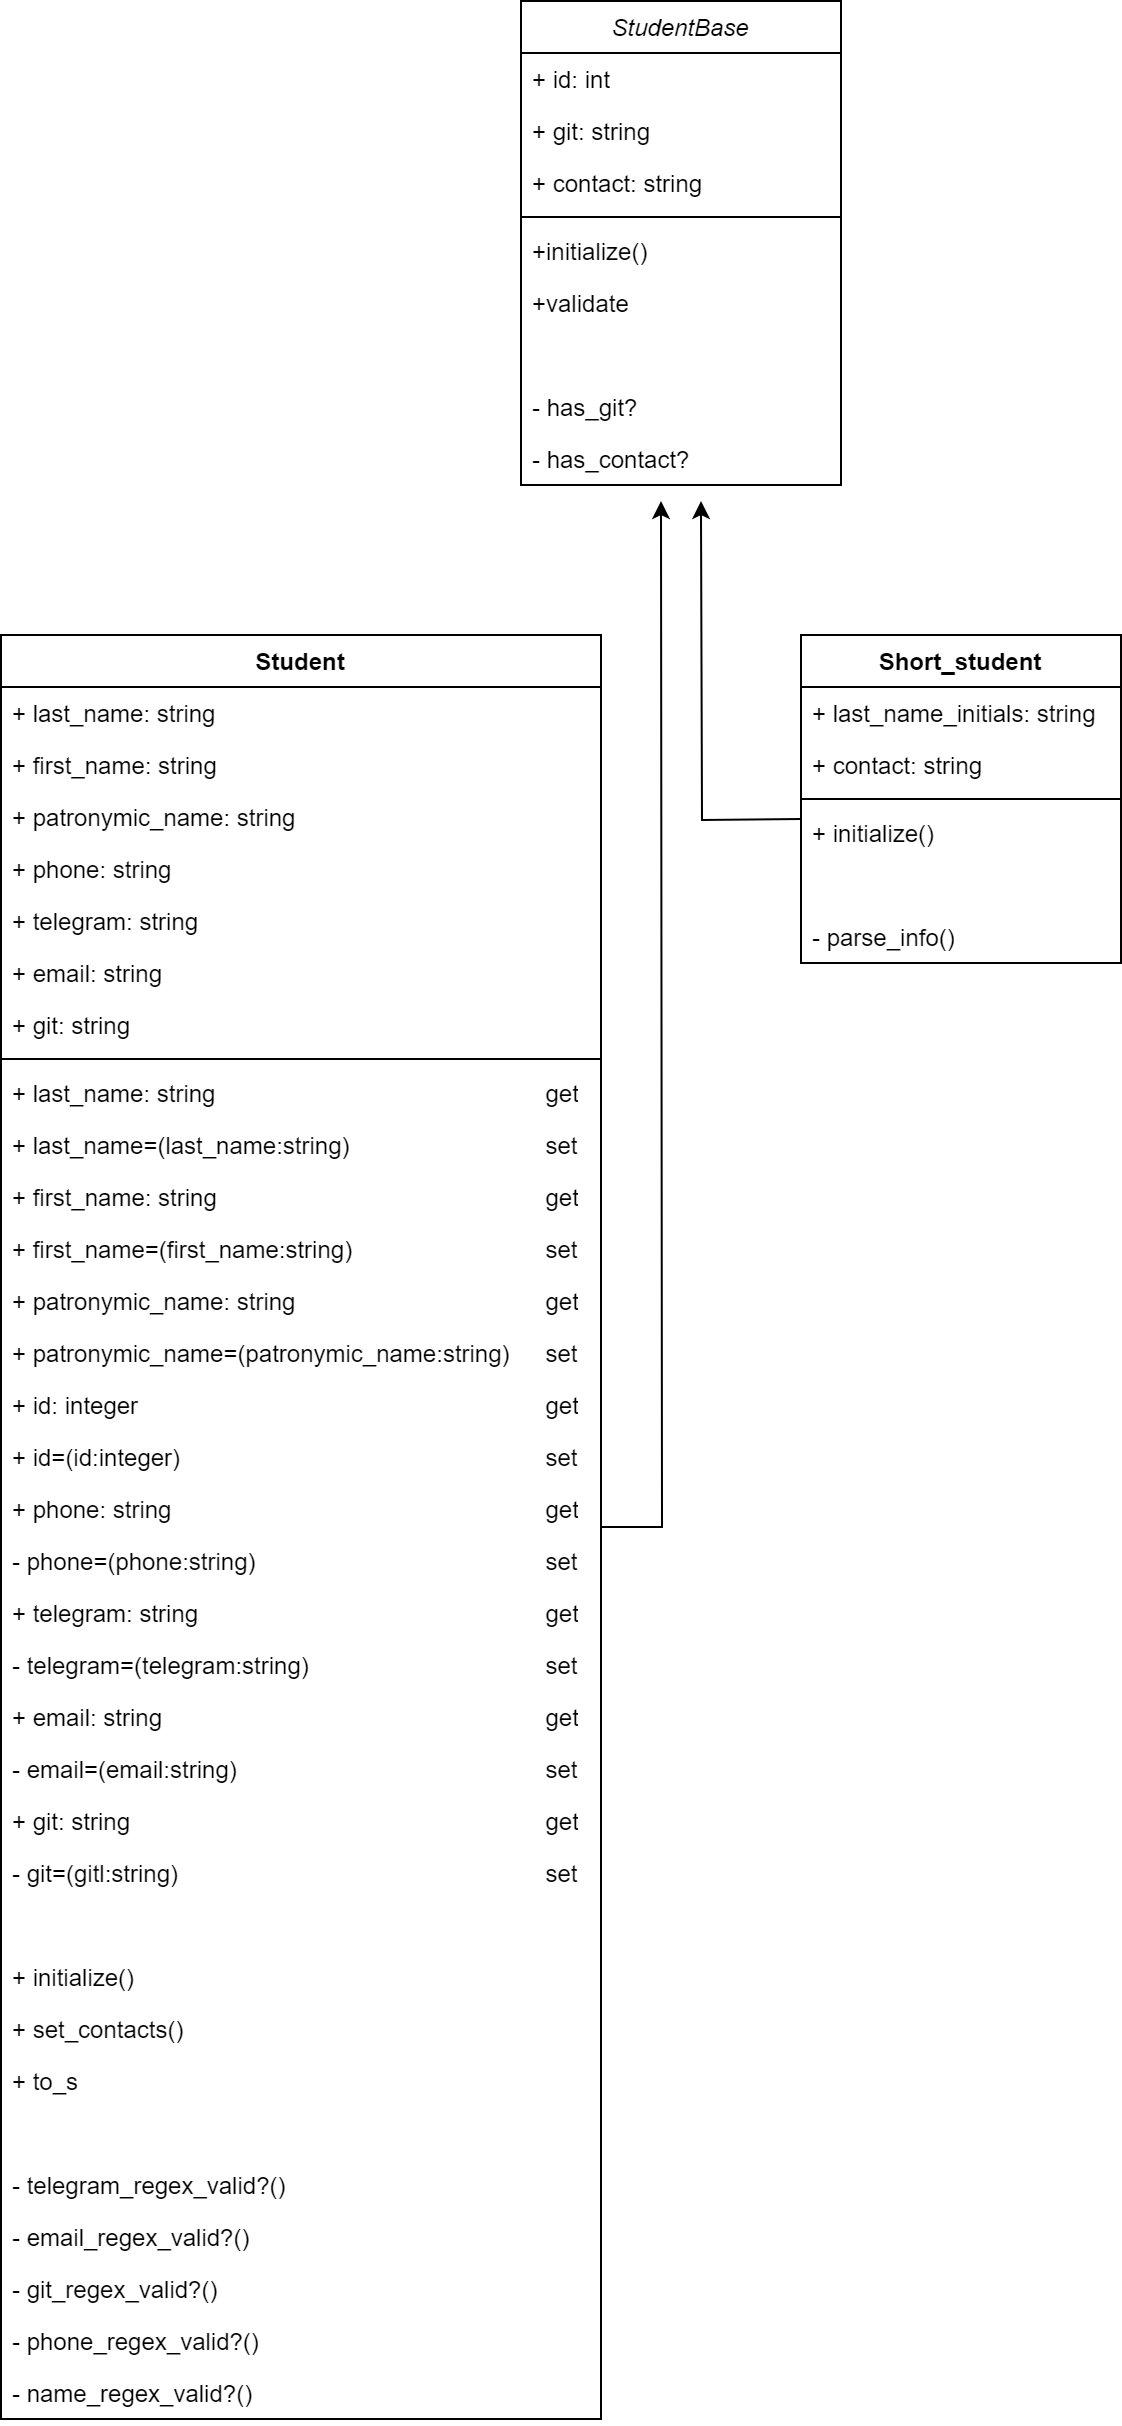 StudentBase
+ id: int
+ git: string
+ contact: string
+initialize()
+validate
- has_git?
- has_contact?
Student
+ last_name: string
+ first_name: string
+ patronymic_name: string
+ phone: string
+ telegram: string
+ email: string
+ git: string
+ last_name: string get
+ last_name=(last_name:string) set
+ first_name: string get
+ first_name=(first_name:string) set
+ patronymic_name: string get
+ patronymic_name=(patronymic_name:string) set
+ id: integer get
+ id=(id:integer) set
+ phone: string get
- phone=(phone:string) set
+ telegram: string get
- telegram=(telegram:string) set
+ email: string get
- email=(email:string) set
+ git: string get
- git=(gitl:string) set
+ initialize()
+ set_contacts()
+ to_s
- telegram_regex_valid?()
- email_regex_valid?()
- git_regex_valid?()
- phone_regex_valid?()
- name_regex_valid?()
Short_student
+ last_name_initials: string
+ contact: string
+ initialize()
- parse_info()